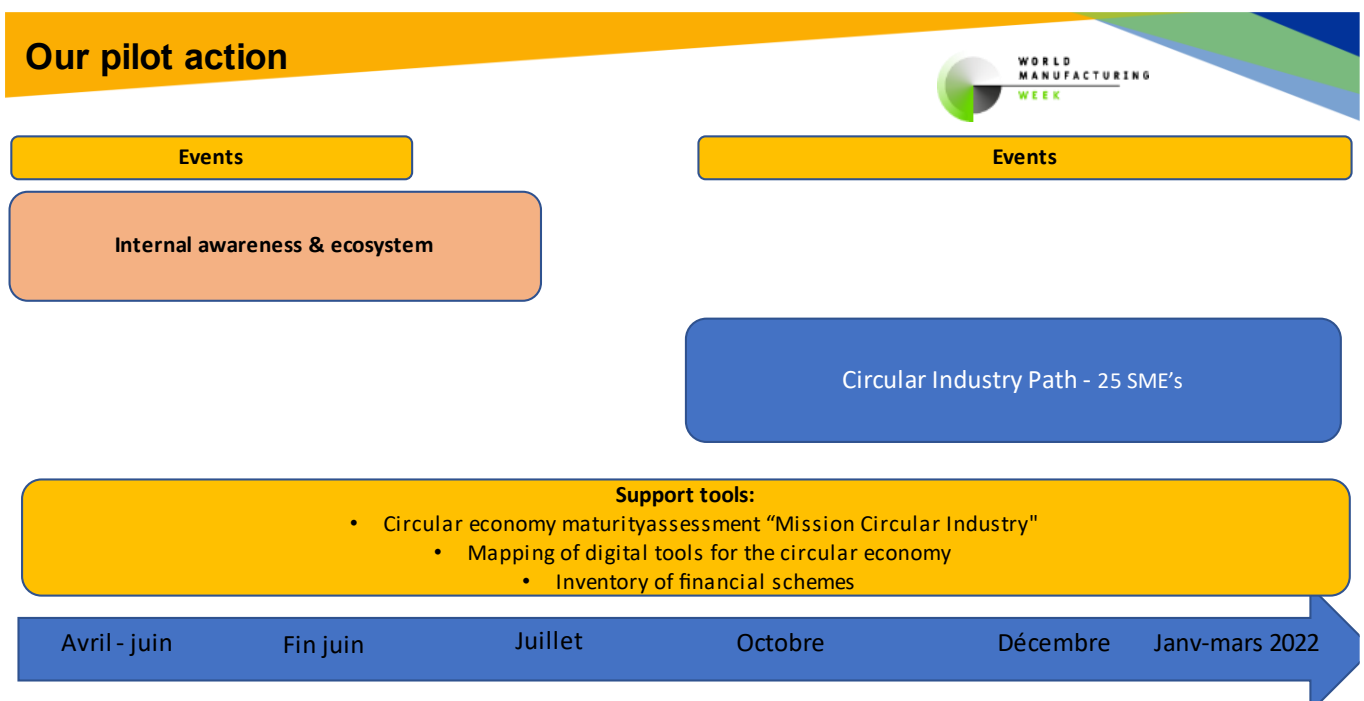 Our pilot action
WORLD
MANUFACTURING
WEEK
Events
Events
Internal awareness & ecosystem
Circular Industry Path - 25 SME’s
Support tools:
• Circular economy maturityassessment “Mission Circular Industry"
• Mapping of digital tools for the circular economy
• Inventory of financial schemes
Avril - juin
Fin juin
Juillet
Octobre
Décembre
Janv-mars 2022